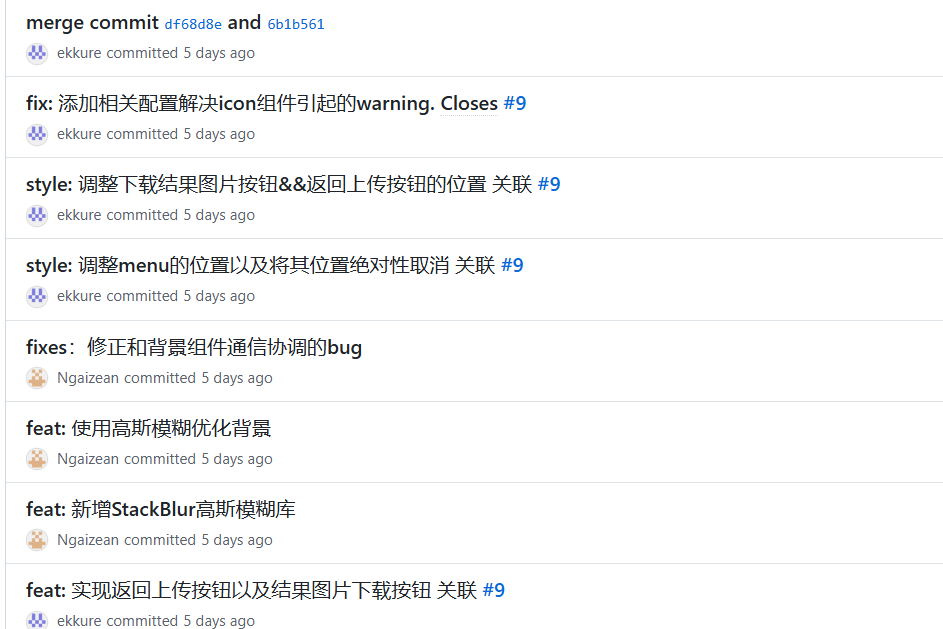 merge commit df68d8e and 6b1b561
ekkure committed 5 days ago
fix: 添加相关配置解决icon组件引起的warning. Closes #9
ekkure committed 5 days ago
style: 调整下载结果图片按钮&&返回上传按钮的位置 关联 #9
ekkure committed 5 days ago
style: 调整menu的位置以及将其位置绝对性取消 关联 #9
ekkure committed 5 days ago
fixes：修正和背景组件通信协调的bug
Ngaizean committed 5 days ago
feat: 使用高斯模糊优化背景
Ngaizean committed 5 days ago
feat: 新增StackBlur高斯模糊库
Ngaizean committed 5 days ago
feat: 实现返回上传按钮以及结果图片下载按钮 关联 #9
ekkure committed 5 days ago